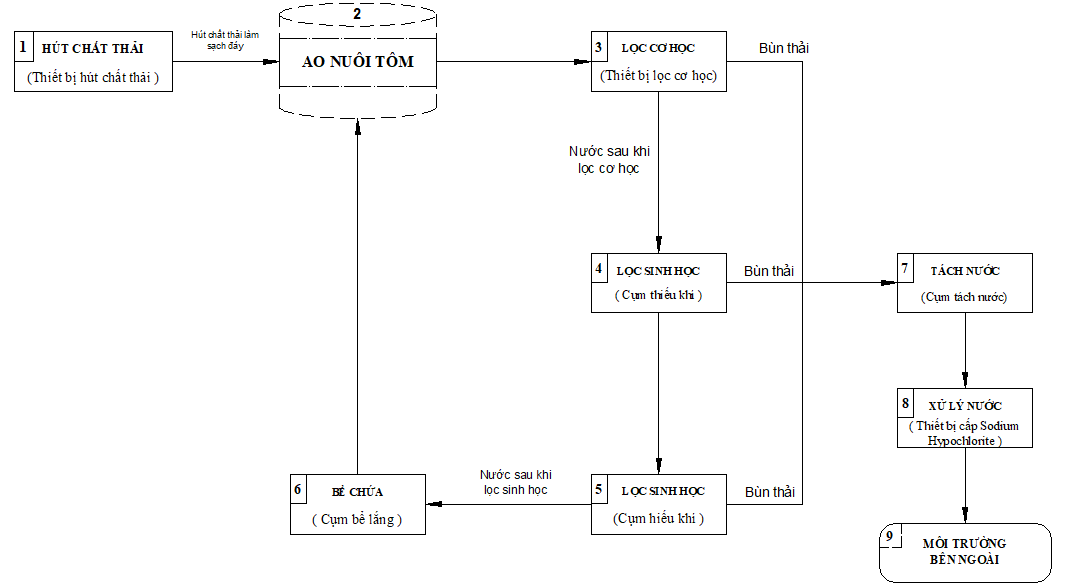 1
HÚT CHẤT THẢI
(Thiết bị hút chất thải )
Hút chất thải làm
sạch đáy
2
AO NUÔI TÔM
3
LỌC CƠ HỌC
(Thiết bị lọc cơ học)
Bùn thải
Nước sau khi
lọc cơ học
4
LỌC SINH HỌC
( Cụm thiếu khí )
Bùn thải
7
TÁCH NƯỚC
(Cụm tách nước)
8
XỬ LÝ NƯỚC
( Thiết bị cấp Sodium
Hypochlorite )
6
BỂ CHỨA
( Cụm bể lắng )
Nước sau khi
lọc sinh học
5
LỌC SINH HỌC
(Cụm hiếu khí )
Bùn thải
9
MÔI TRƯỜNG
BÊN NGOÀI